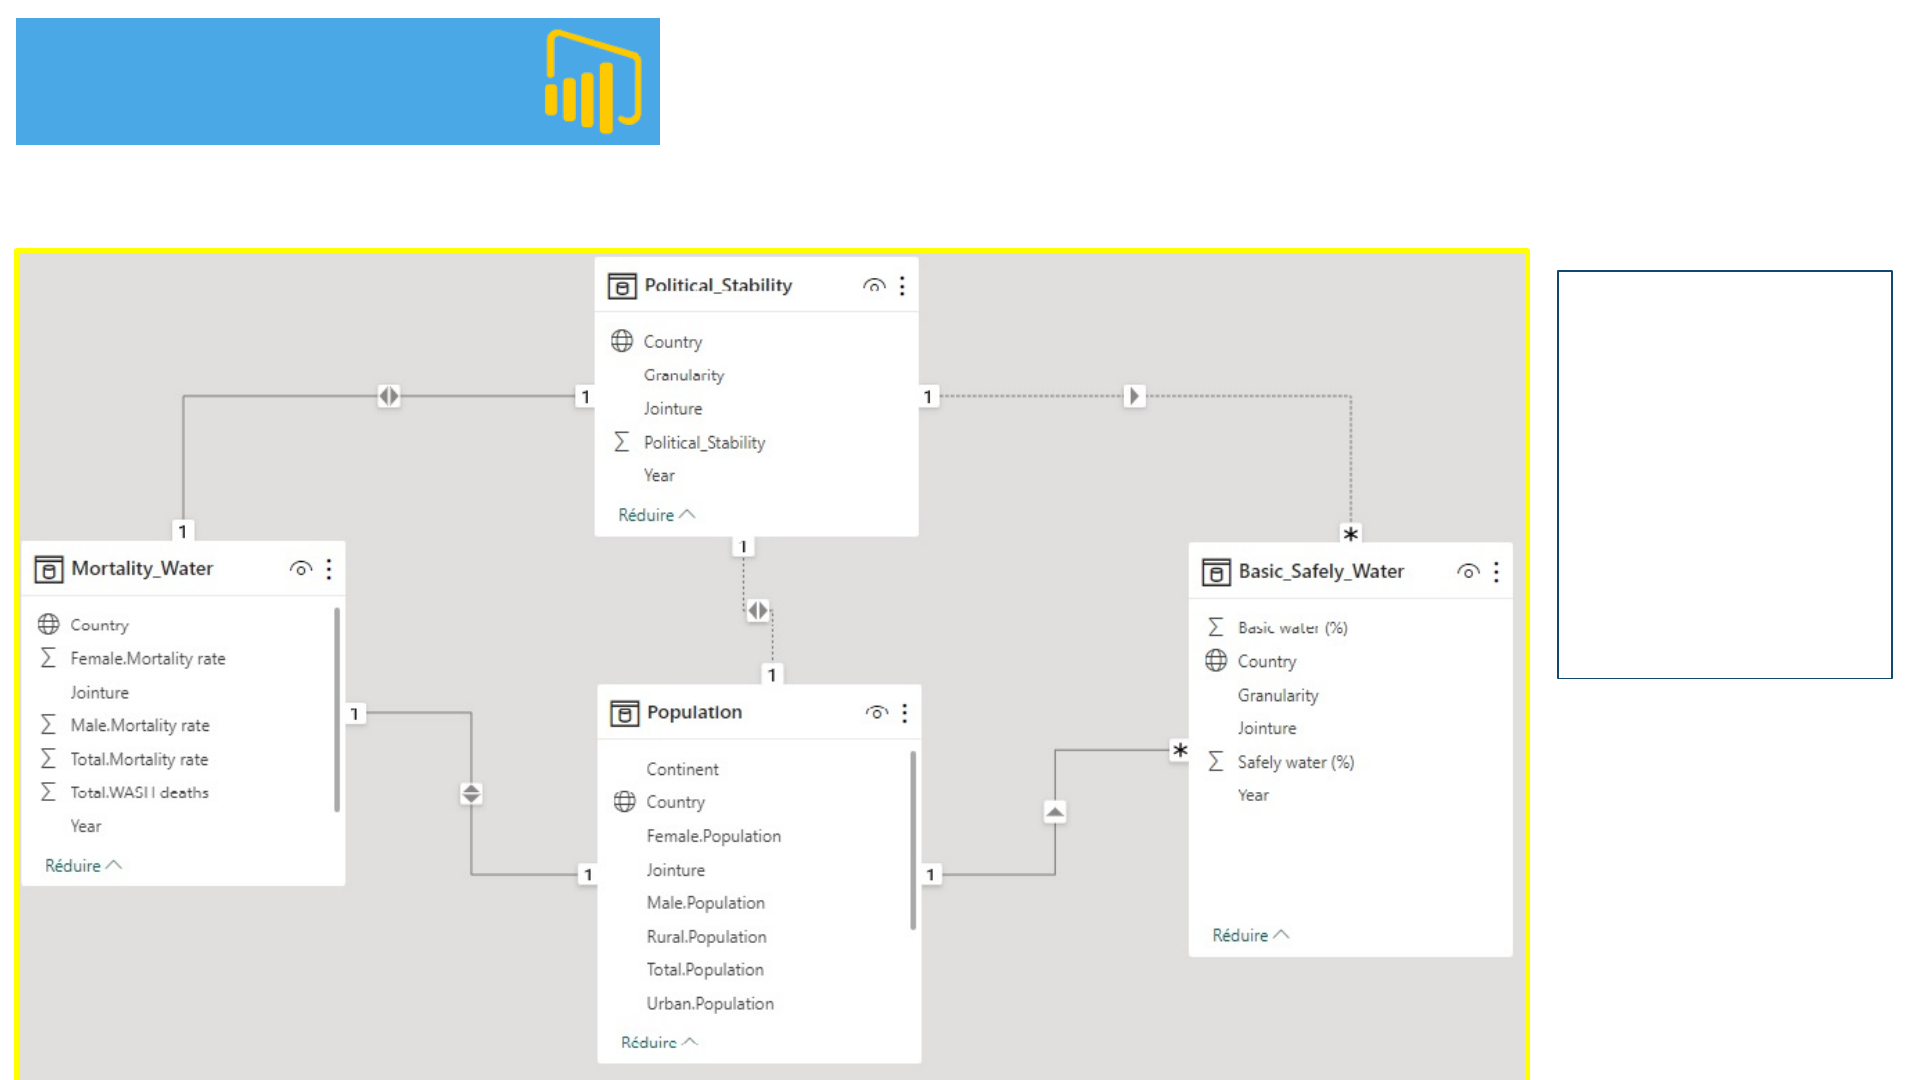 Political_Stability
Country
Granularity
Jointure
Political_Stability
Year
Réduire
1
1
1
1
*
1
1
1
1
*
Mortality_Water
Country
Female.Mortality rate
Jointure
Male.Mortality rate
Total.Mortality rate
Total.WASH deaths
Year
Réduire
Population
Continent
Country
Female.Population
Jointure
Male.Population
Rural.Population
Total.Population
Urban.Population
Réduire
Basic_Safely_Water
Basic water (%)
Country
Granularity
Jointure
Safely water (%)
Year
Réduire